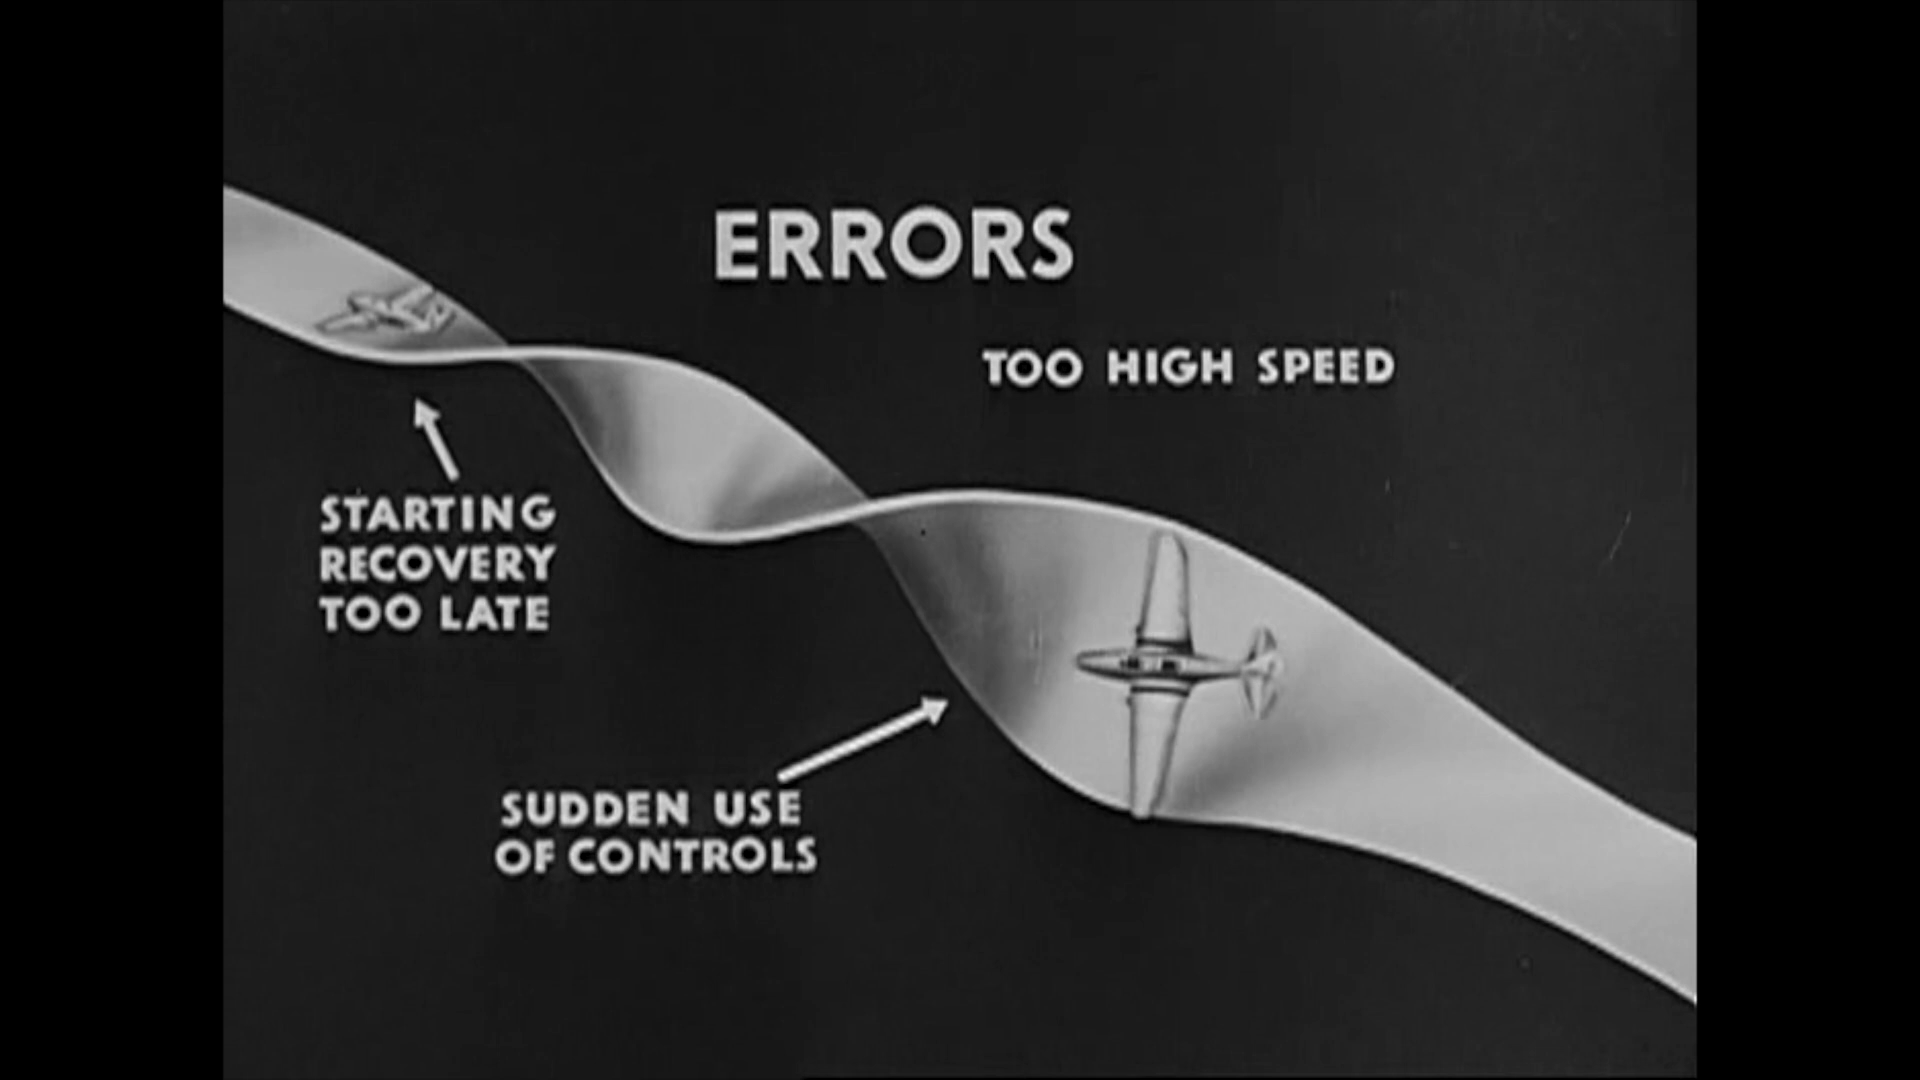 ERRORS
TOO HIGH SPEED
STARTING
RECOVERY
TOO LATE
SUDDEN USE
OF CONTROLS